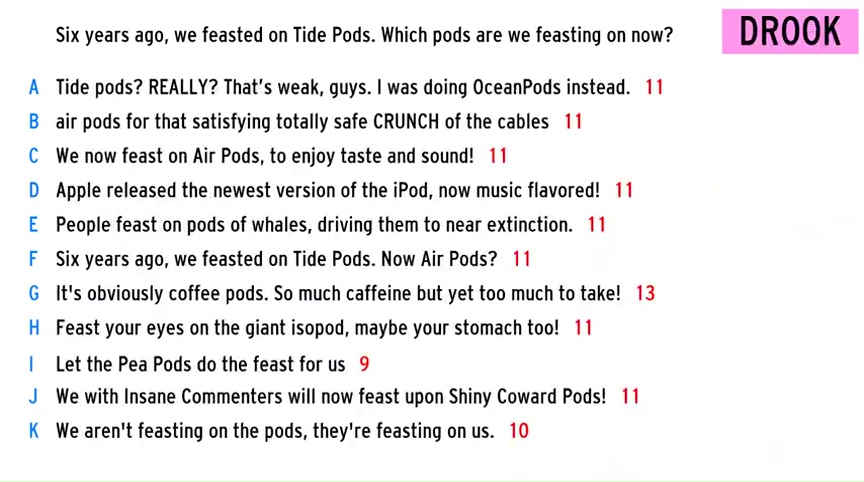 Six years ago, we feasted on Tide Pods. Which pods are we feasting on now?
DROOK
A Tide pods? REALLY? That's weak, guys. I was doing OceanPods instead. 11
B air pods for that satisfying totally safe CRUNCH of the cables 11
C We now feast on Air Pods, to enjoy taste and sound! 11
D Apple released the newest version of the iPod, now music flavored! 11
E People feast on pods of whales, driving them to near extinction. 11
F Six years ago, we feasted on Tide Pods. Now Air Pods? 11
G It's obviously coffee pods. So much caffeine but yet too much to take! 13
H Feast your eyes on the giant isopod, maybe your stomach too! 11
I Let the Pea Pods do the feast for us 9
J We with Insane Commenters will now feast upon Shiny Coward Pods! 11
K We aren't feasting on the pods, they're feasting on us. 10